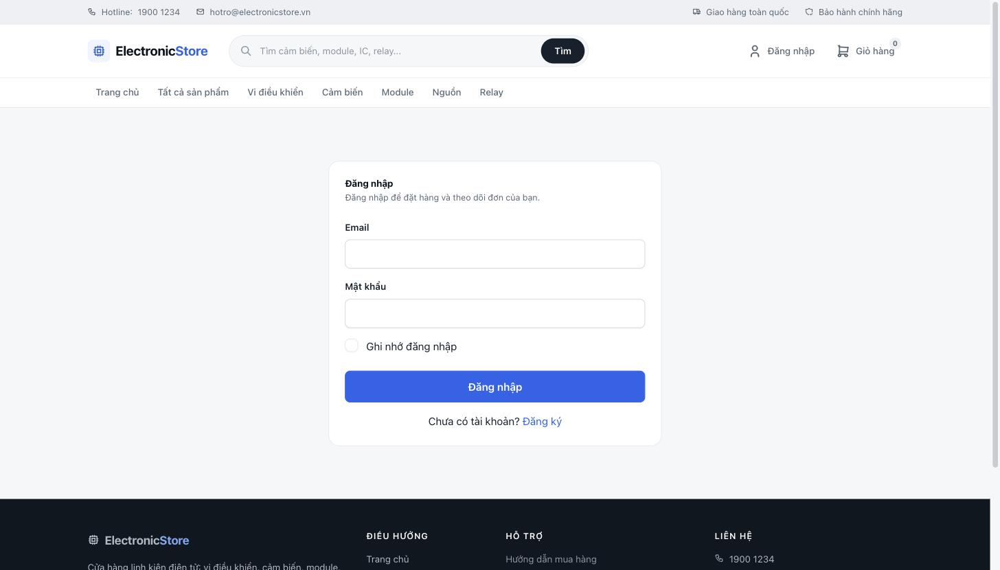 Hotline: 1900 1234 hotro@electronicstore.vn Giao hàng toàn quốc Bảo hành chính hãng
ElectronicStore Tìm cảm biến, module, IC, relay... Tìm Đăng nhập Giỏ hàng 0
Trang chủ Tất cả sản phẩm Vi điều khiển Cảm biến Module Nguồn Relay
Đăng nhập
Đăng nhập để đặt hàng và theo dõi đơn của bạn.
Email
Mật khẩu
Ghi nhớ đăng nhập
Đăng nhập
Chưa có tài khoản? Đăng ký
ElectronicStore ĐIỀU HƯỚNG HỖ TRỢ LIÊN HỆ
Trang chủ Hướng dẫn mua hàng 1900 1234
Cửa hàng linh kiện điện tử: vi điều khiển, cảm biến, module